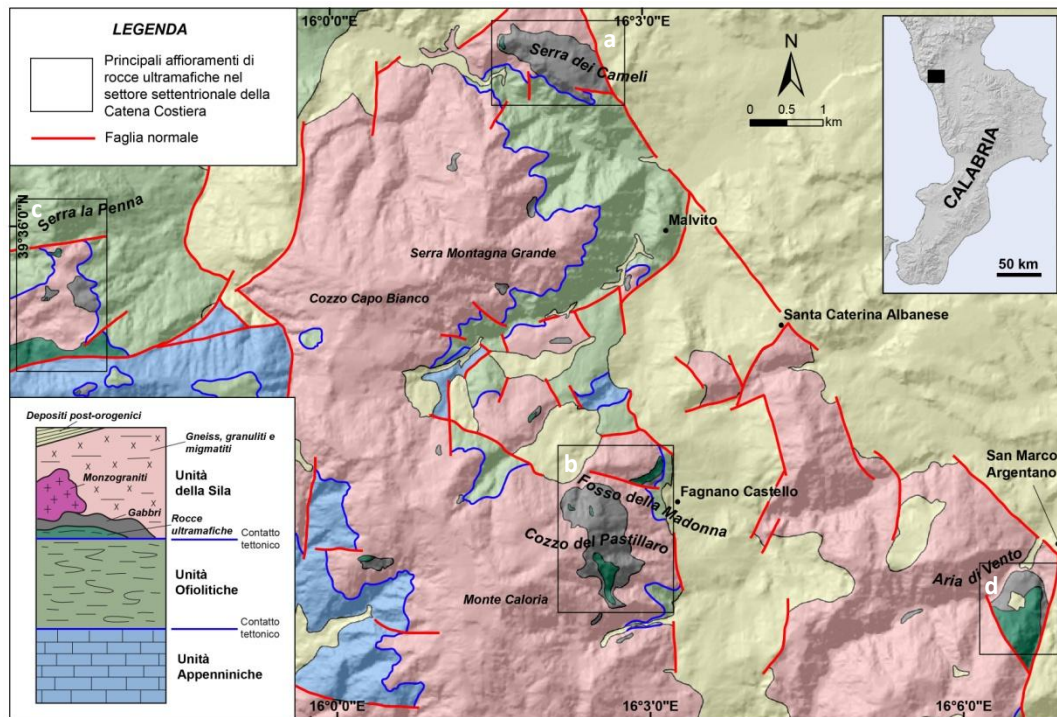 LEGENDA
Principali affioramenti di
rocce ultramafiche nel
settore settentrionale della
Catena Costiera
Faglia normale
16°0'0"E
16°3'0"E
a
Serra dei Cameli
N
0 0.5 1
km
CALABRIA
50 km
c
Serra la Penna
39°36'0"N
Malvito
Serra Montagna Grande
Cozzo Capo Bianco
Santa Caterina Albanese
San Marco
Argentano
b
Fosso della Madonna
Fagnano Castello
Cozzo del Pastillaro
Monte Caloria
Aria di Vento
d
Depositi post-orogenici
Gneiss, granuliti e
migmatiti
Monzograniti
Unità
della Sila
Gabbri
Rocce
ultramafiche
Contatto
tettonico
Unità
Ofiolitiche
Contatto
tettonico
Unità
Appenniniche
16°0'0"E
16°3'0"E
16°6'0"E